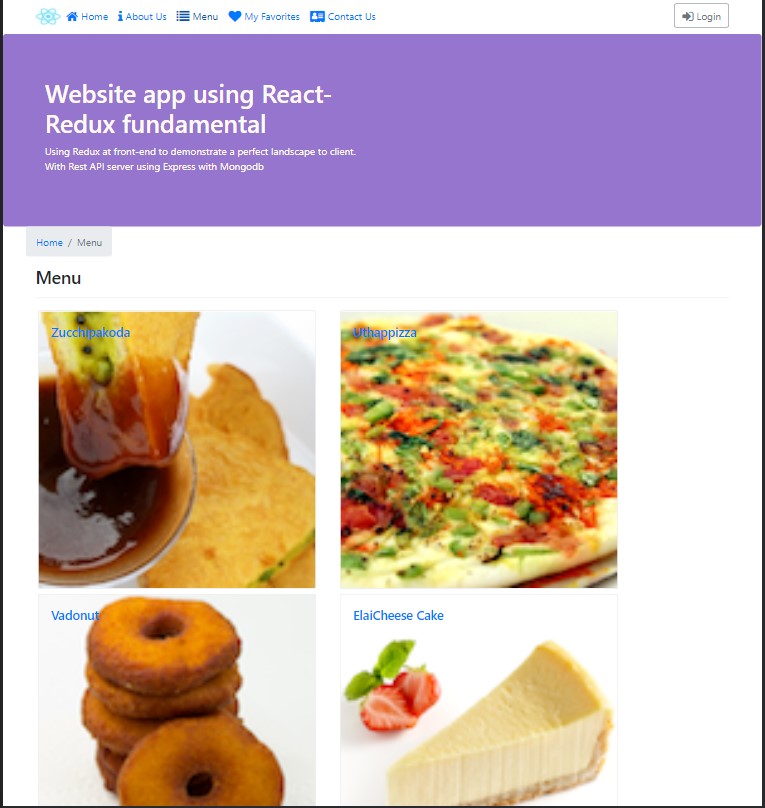 Home About Us Menu My Favorites Contact Us Login
Website app using React-
Redux fundamental
Using Redux at front-end to demonstrate a perfect landscape to client.
With Rest API server using Express with Mongodb
Home / Menu
Menu
Zucchipakoda
Uthappizza
Vadonut
ElaiCheese Cake